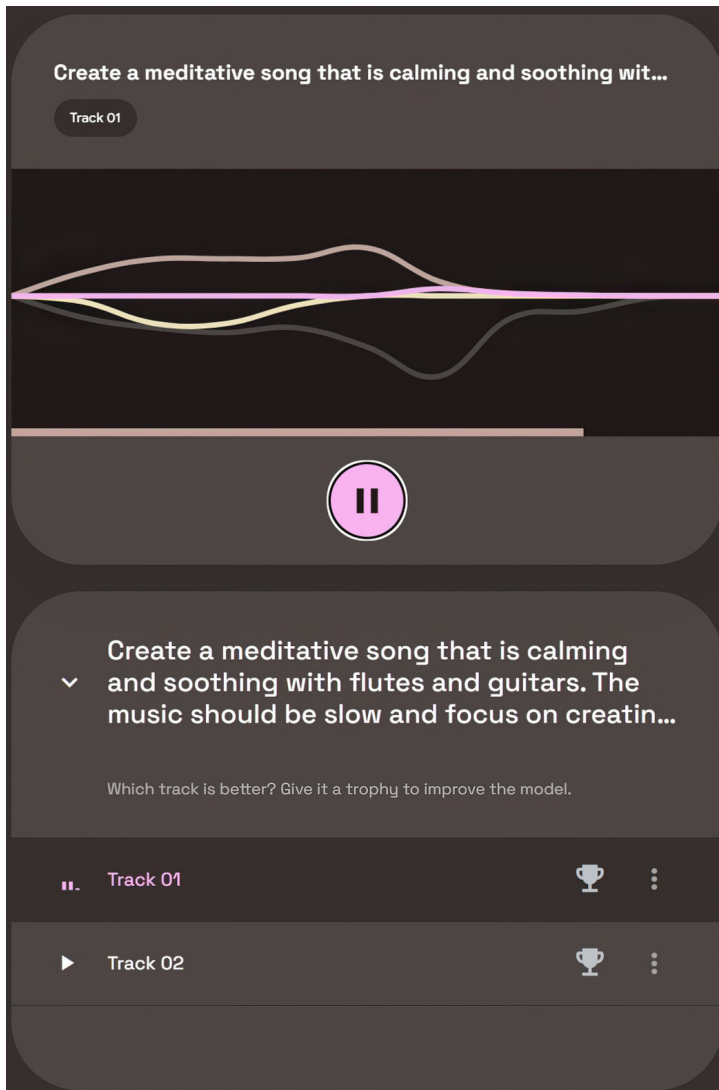 Create a meditative song that is calming and soothing wit...
Track 01
Create a meditative song that is calming
and soothing with flutes and guitars. The
music should be slow and focus on creatin...
Which track is better? Give it a trophy to improve the model.
Track 01
Track 02